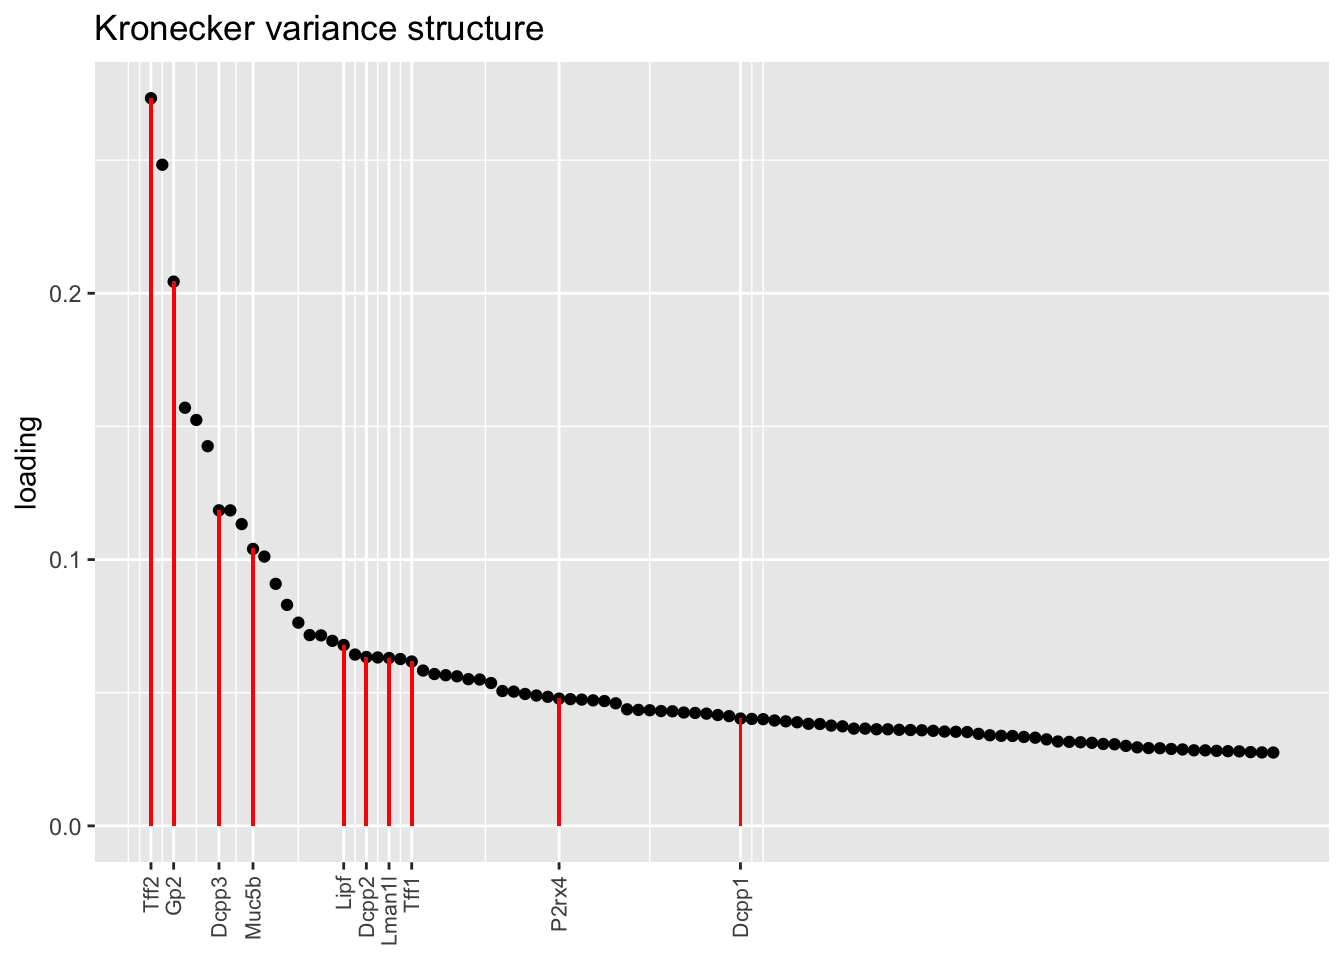 Kronecker variance structure
loading
0.2
0.1
0.0
Tff2
Gp2
Dcpp3
Muc5b
Lipf
Dcpp2
Lman1l
Tff1
P2rx4
Dcpp1